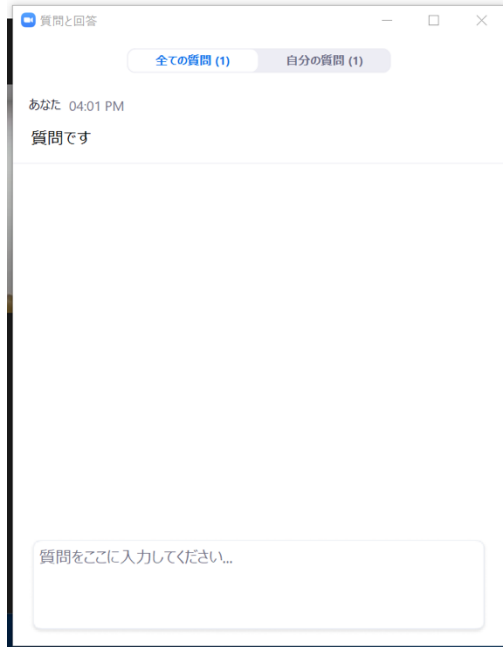 質問と回答
全ての質問 (1) 自分の質問 (1)
あなた 04:01 PM
質問です
質問をここに入力してください...